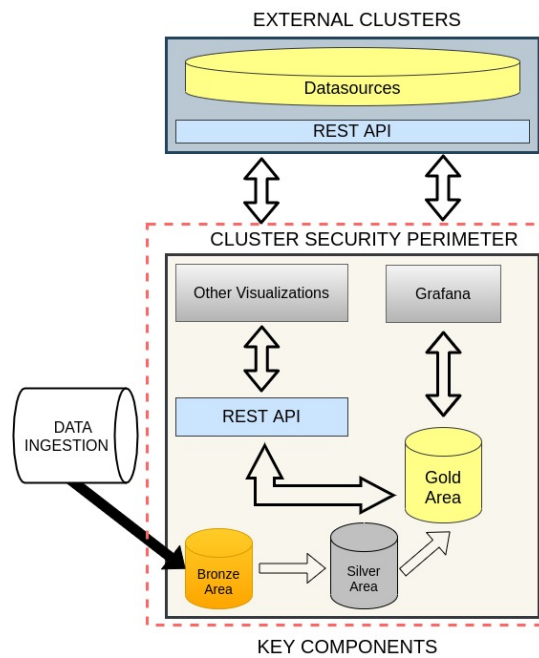 EXTERNAL CLUSTERS
Datasources
REST API
CLUSTER SECURITY PERIMETER
Other Visualizations
Grafana
REST API
DATA
INGESTION
Gold
Area
Bronze
Area
Silver
Area
KEY COMPONENTS